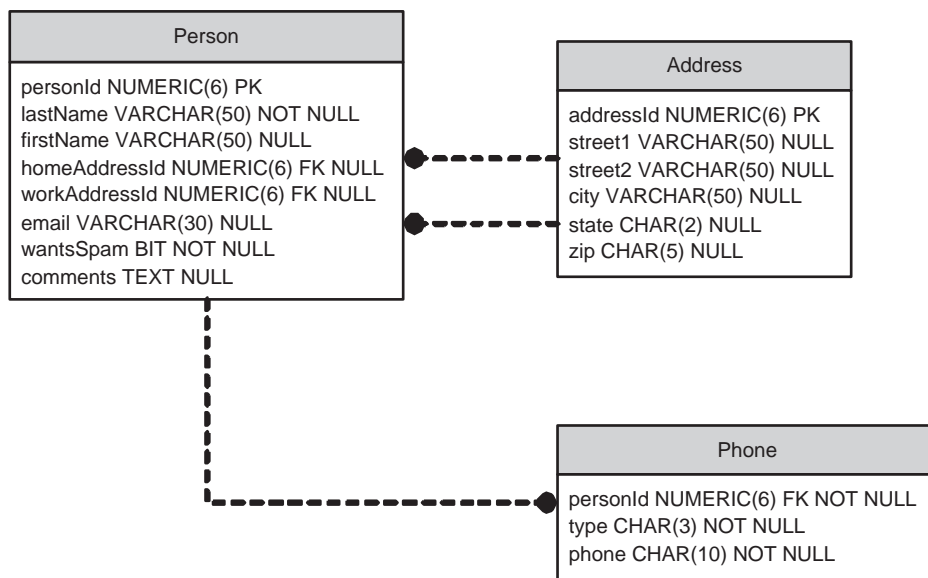 Person
personId NUMERIC(6) PK
lastName VARCHAR(50) NOT NULL
firstName VARCHAR(50) NULL
homeAddressId NUMERIC(6) FK NULL
workAddressId NUMERIC(6) FK NULL
email VARCHAR(30) NULL
wantsSpam BIT NOT NULL
comments TEXT NULL
Address
addressId NUMERIC(6) PK
street1 VARCHAR(50) NULL
street2 VARCHAR(50) NULL
city VARCHAR(50) NULL
state CHAR(2) NULL
zip CHAR(5) NULL
Phone
personId NUMERIC(6) FK NOT NULL
type CHAR(3) NOT NULL
phone CHAR(10) NOT NULL